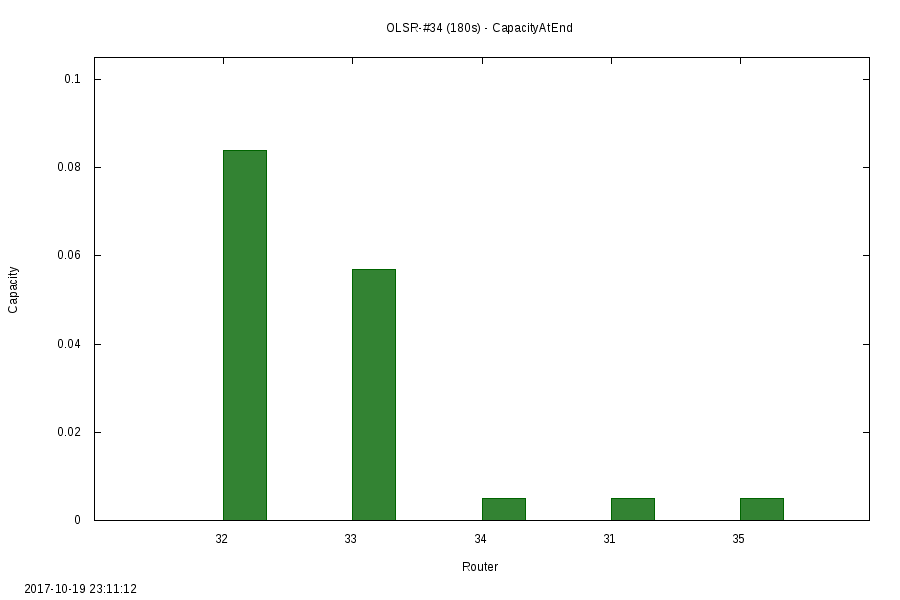 OLSR-#34 (180s) - CapacityAtEnd
0.1
0.08
0.06
0.04
0.02
0
Capacity
32 33 34 31 35
Router
2017-10-19 23:11:12